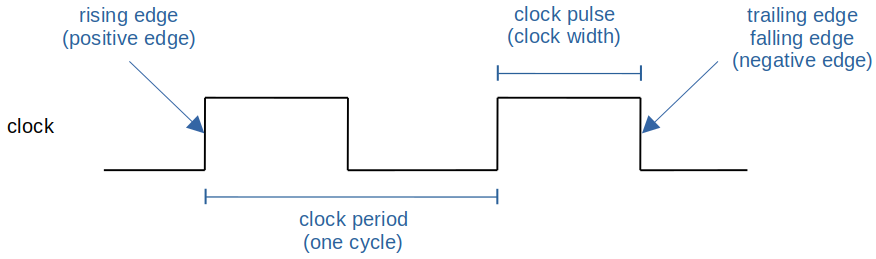 rising edge
(positive edge)
clock pulse
(clock width)
trailing edge
falling edge
(negative edge)
clock
clock period
(one cycle)